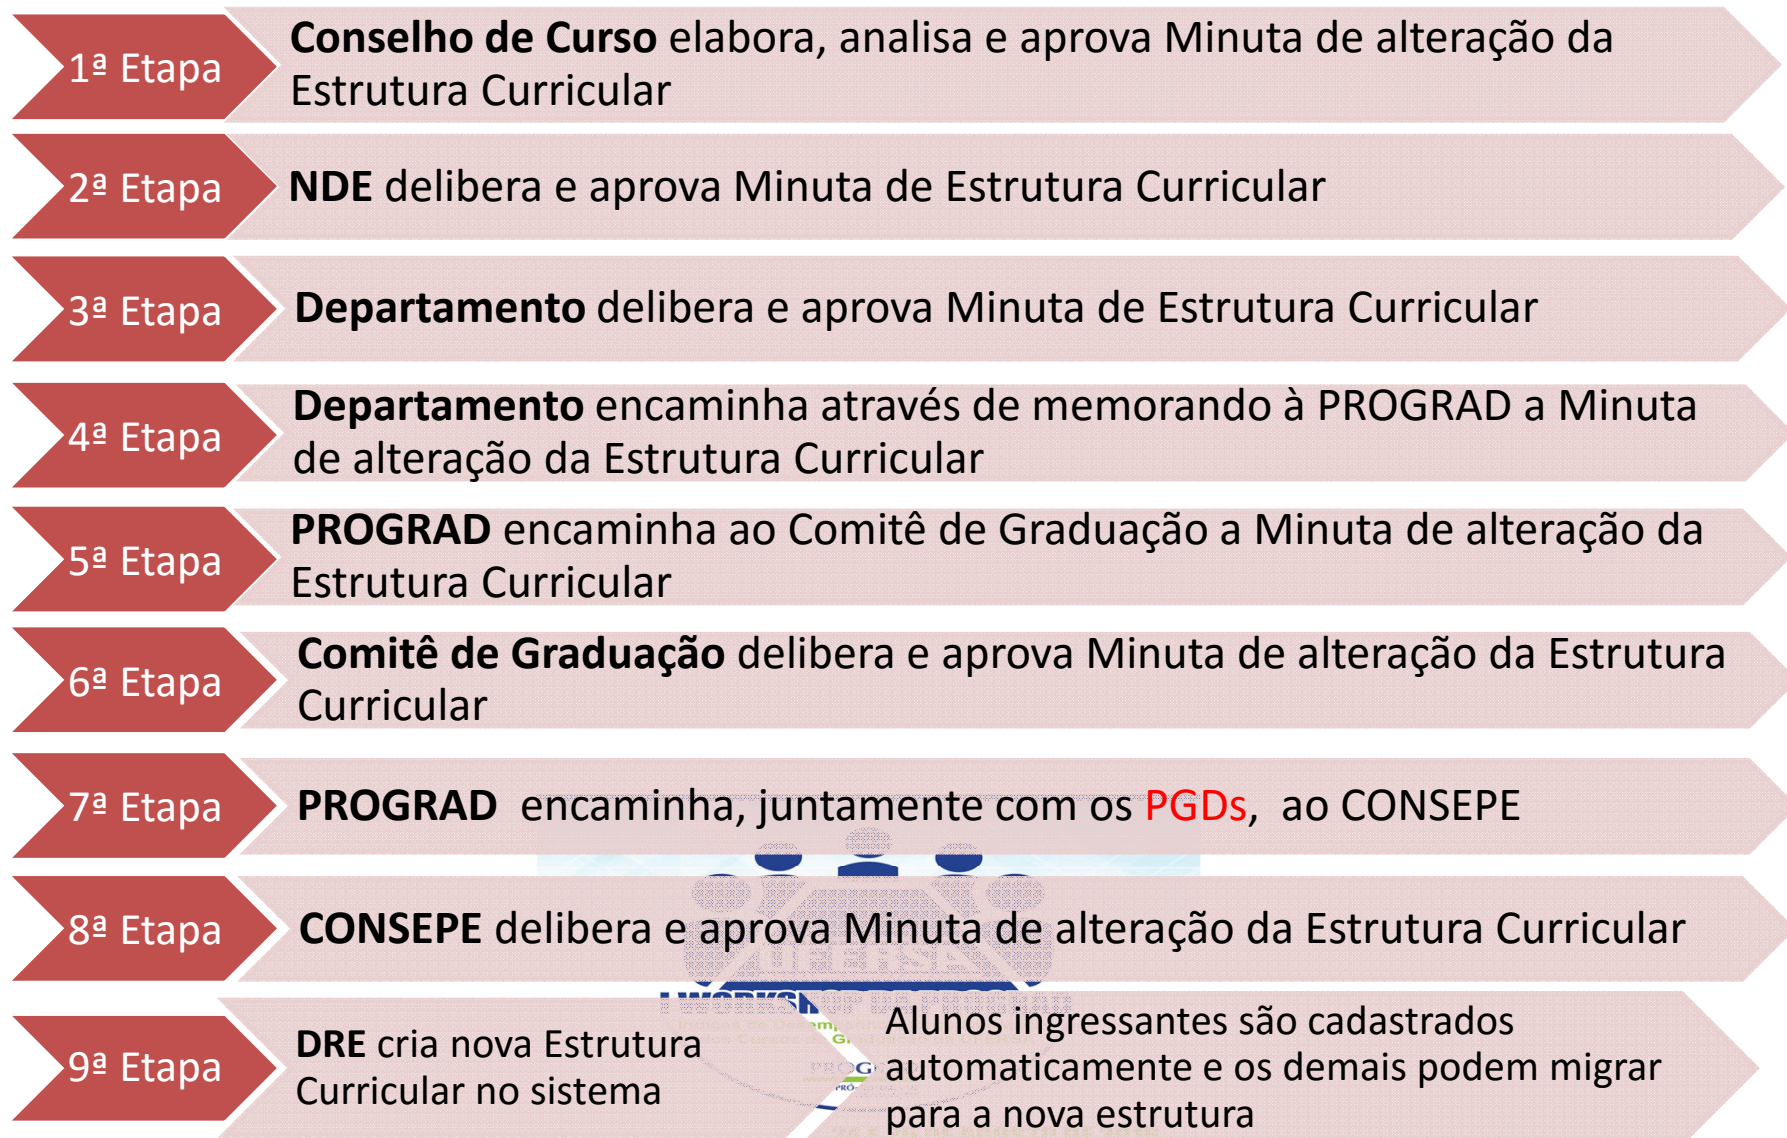 1ª Etapa
Conselho de Curso elabora, analisa e aprova Minuta de alteração da
Estrutura Curricular
2ª Etapa
NDE delibera e aprova Minuta de Estrutura Curricular
3ª Etapa
Departamento delibera e aprova Minuta de Estrutura Curricular
4ª Etapa
Departamento encaminha através de memorando à PROGRAD a Minuta
de alteração da Estrutura Curricular
5ª Etapa
PROGRAD encaminha ao Comitê de Graduação a Minuta de alteração da
Estrutura Curricular
6ª Etapa
Comitê de Graduação delibera e aprova Minuta de alteração da Estrutura
Curricular
7ª Etapa
PROGRAD encaminha, juntamente com os PGDs, ao CONSEPE
8ª Etapa
CONSEPE delibera e aprova Minuta de alteração da Estrutura Curricular
UFERSA
I WORKSHOP DA PROGRAD
9ª Etapa
DRE cria nova Estrutura
Curricular no sistema
Alunos ingressantes são cadastrados
automaticamente e os demais podem migrar
para a nova estrutura